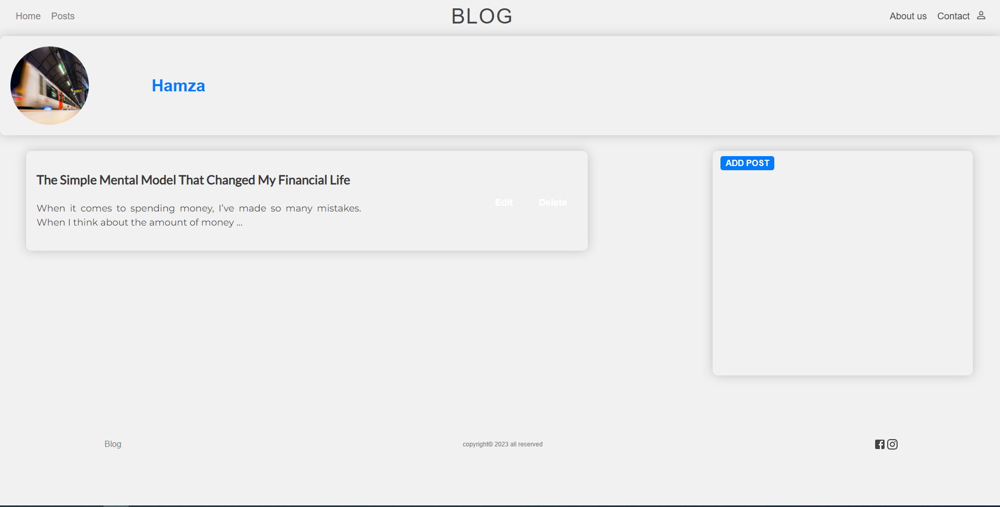 Home Posts BLOG About us Contact
Hamza
ADD POST
The Simple Mental Model That Changed My Financial Life
When it comes to spending money, I’ve made so many mistakes.
When I think about the amount of money ...
Edit Delete
Blog copyright© 2023 all reserved